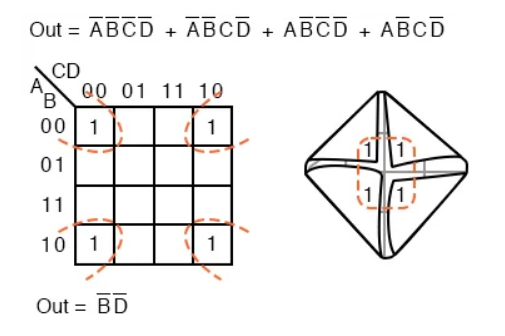 Out = A̅B̅C̅D̅ + A̅B̅CD̅ + AB̅C̅D̅ + AB̅CD̅
CD
A
B
00 01 11 10
00 1 1
01
11
10 1 1
1 1
1 1
Out = B̅D̅